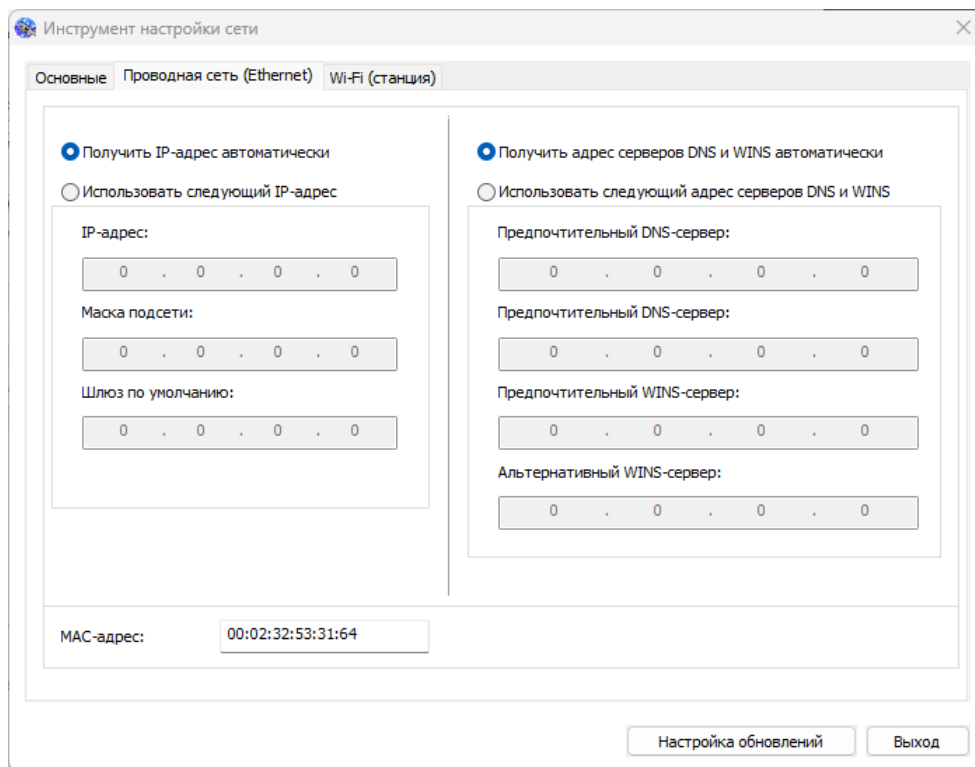 Инструмент настройки сети
Основные Проводная сеть (Ethernet) Wi-Fi (станция)
Получить IP-адрес автоматически
Использовать следующий IP-адрес
IP-адрес:
0 . 0 . 0 . 0
Маска подсети:
0 . 0 . 0 . 0
Шлюз по умолчанию:
0 . 0 . 0 . 0
Получить адрес серверов DNS и WINS автоматически
Использовать следующий адрес серверов DNS и WINS
Предпочтительный DNS-сервер:
0 . 0 . 0 . 0
Предпочтительный DNS-сервер:
0 . 0 . 0 . 0
Предпочтительный WINS-сервер:
0 . 0 . 0 . 0
Альтернативный WINS-сервер:
0 . 0 . 0 . 0
MAC-адрес: 00:02:32:53:31:64
Настройка обновлений Выход